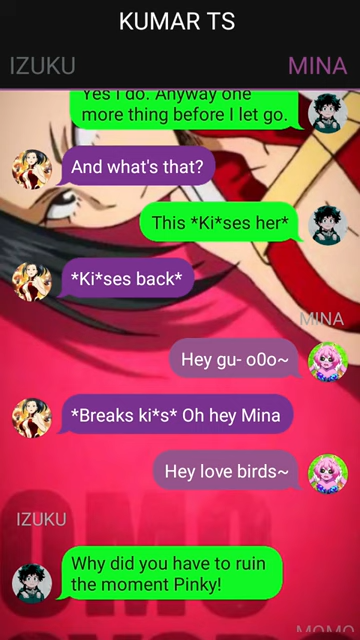 KUMAR TS
IZUKU
MINA
Yes I do. Anyway one
more thing before I let go.
And what's that?
This *Ki*ses her*
*Ki*ses back*
MINA
Hey gu- o0o~
*Breaks ki*s* Oh hey Mina
Hey love birds~
IZUKU
Why did you have to ruin
the moment Pinky!
MOMO